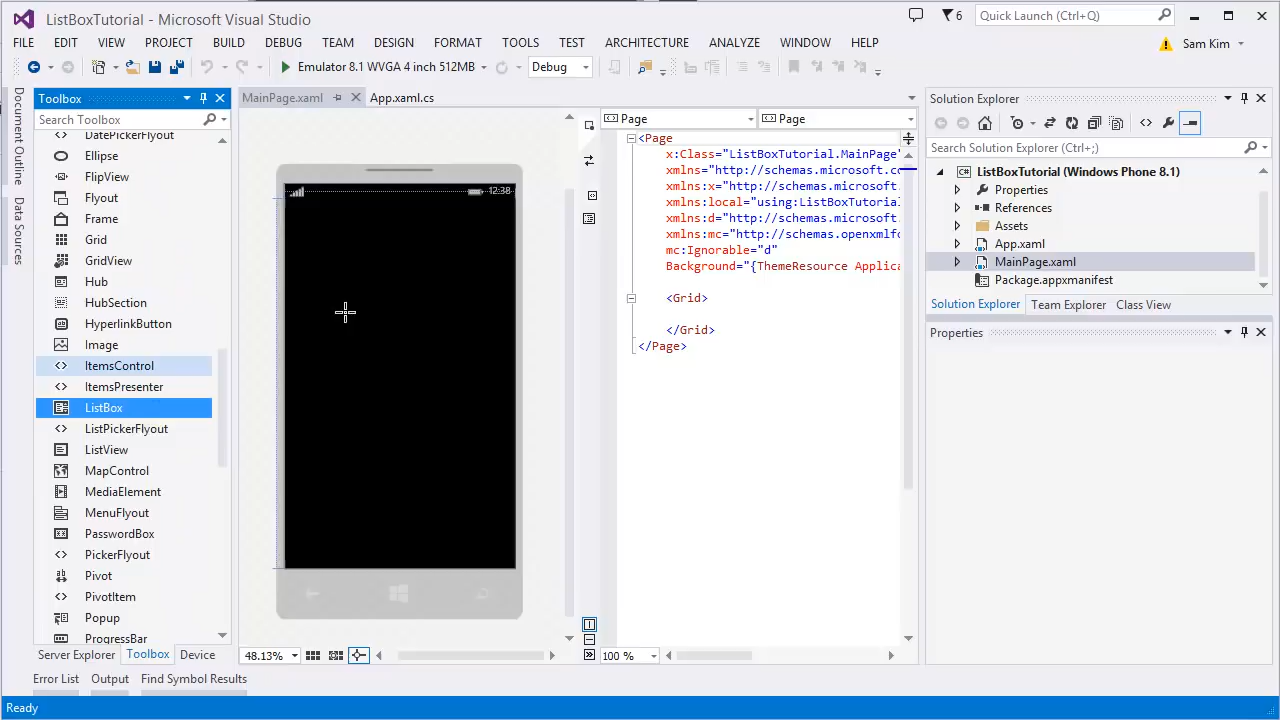 ListBoxTutorial - Microsoft Visual Studio
6
Quick Launch (Ctrl+Q)
FILE EDIT VIEW PROJECT BUILD DEBUG TEAM DESIGN FORMAT TOOLS TEST ARCHITECTURE ANALYZE WINDOW HELP
Sam Kim
Emulator 8.1 WVGA 4 inch 512MB
Debug
Document Outline
Data Sources
Toolbox
Search Toolbox
DatePickerFlyout
Ellipse
FlipView
Flyout
Frame
Grid
GridView
Hub
HubSection
HyperlinkButton
Image
ItemsControl
ItemsPresenter
ListBox
ListPickerFlyout
ListView
MapControl
MediaElement
MenuFlyout
PasswordBox
PickerFlyout
Pivot
PivotItem
Popup
ProgressBar
Server Explorer Toolbox Device
MainPage.xaml
App.xaml.cs
12:38
48.13%
Page
Page
<Page
x:Class="ListBoxTutorial.MainPage"
xmlns="http://schemas.microsoft.co
xmlns:x="http://schemas.microsoft.
xmlns:local="using:ListBoxTutorial
xmlns:d="http://schemas.microsoft.
xmlns:mc="http://schemas.openxmlfo
mc:Ignorable="d"
Background="{ThemeResource Applica
<Grid>
</Grid>
</Page>
100 %
Solution Explorer
Search Solution Explorer (Ctrl+;)
ListBoxTutorial (Windows Phone 8.1)
Properties
References
Assets
App.xaml
MainPage.xaml
Package.appxmanifest
Solution Explorer Team Explorer Class View
Properties
Error List Output Find Symbol Results
Ready